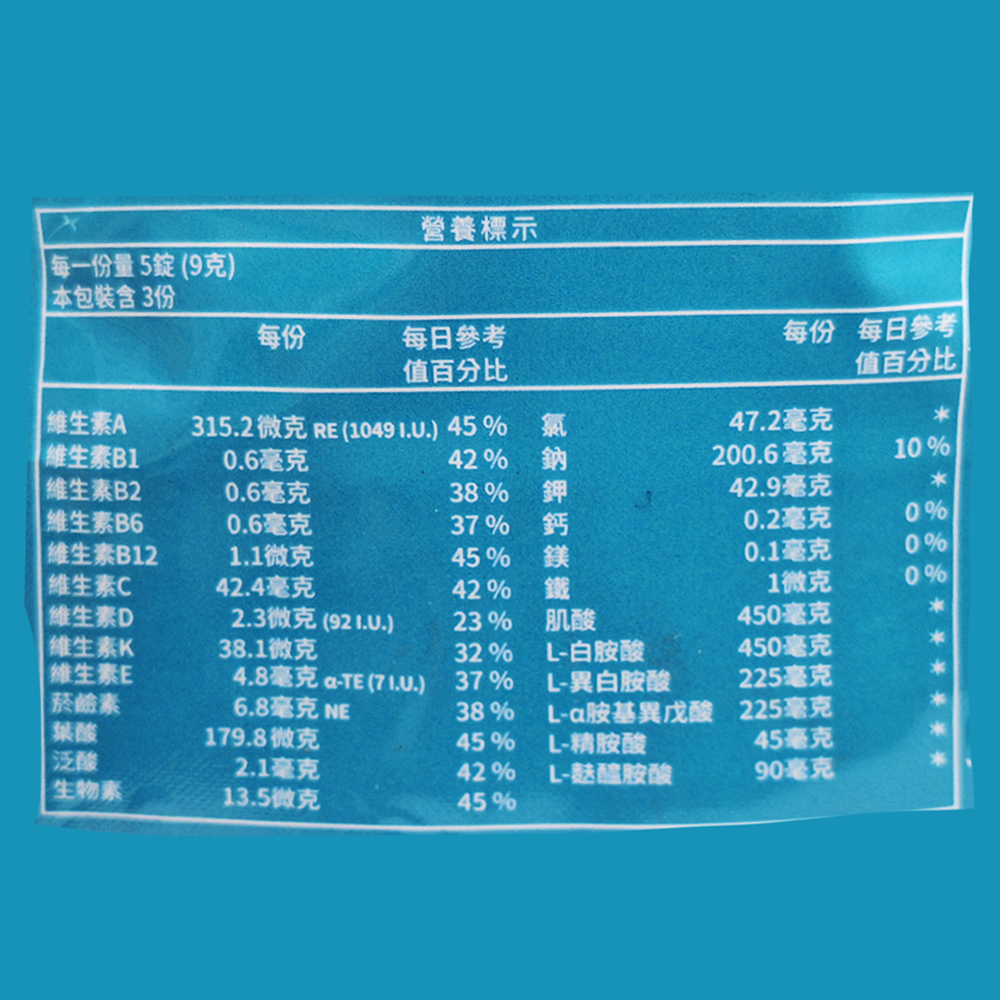 營養標示
每一份量 5錠 (9克)
本包裝含 3份
每份 每日參考值百分比 每份 每日參考值百分比
維生素A 315.2微克 RE (1049 I.U.) 45 % 氯 47.2毫克 *
維生素B1 0.6毫克 42 % 鈉 200.6毫克 10 %
維生素B2 0.6毫克 38 % 鉀 42.9毫克 *
維生素B6 0.6毫克 37 % 鈣 0.2毫克 0 %
維生素B12 1.1微克 45 % 鎂 0.1毫克 0 %
維生素C 42.4毫克 42 % 鐵 1微克 0 %
維生素D 2.3微克 (92 I.U.) 23 % 肌酸 450毫克 *
維生素K 38.1微克 32 % L-白胺酸 450毫克 *
維生素E 4.8毫克 α-TE (7 I.U.) 37 % L-異白胺酸 225毫克 *
菸鹼素 6.8毫克 NE 38 % L-α胺基異戊酸 225毫克 *
葉酸 179.8微克 45 % L-精胺酸 45毫克 *
泛酸 2.1毫克 42 % L-麩醯胺酸 90毫克 *
生物素 13.5微克 45 %